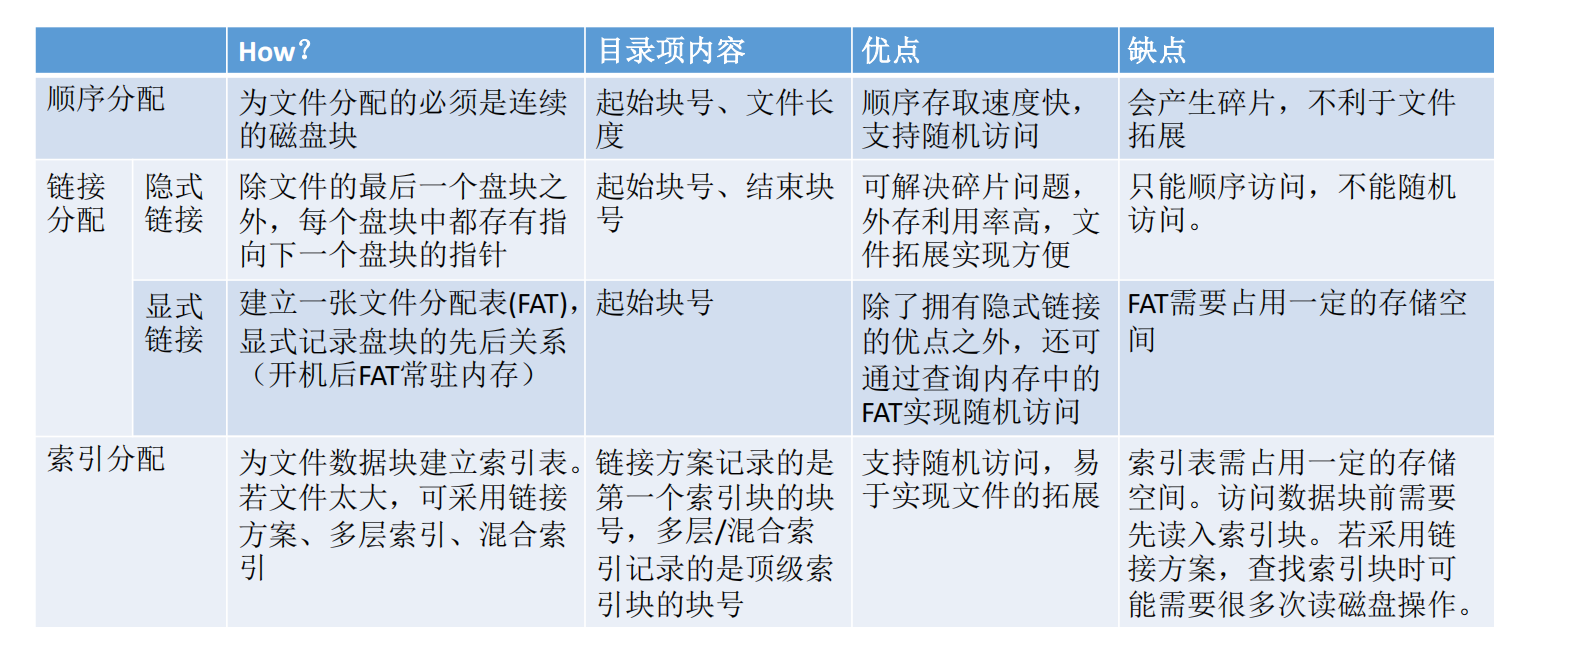 How?
目录项内容
优点
缺点
顺序分配
为文件分配的必须是连续
的磁盘块
起始块号、文件长
度
顺序存取速度快，
支持随机访问
会产生碎片，不利于文件
拓展
链接
分配
隐式
链接
除文件的最后一个盘块之
外，每个盘块中都存有指
向下一个盘块的指针
起始块号、结束块
号
可解决碎片问题，
外存利用率高，文
件拓展实现方便
只能顺序访问，不能随机
访问。
显式
链接
建立一张文件分配表(FAT)，
显式记录盘块的先后关系
（开机后FAT常驻内存）
起始块号
除了拥有隐式链接
的优点之外，还可
通过查询内存中的
FAT实现随机访问
FAT需要占用一定的存储空
间
索引分配
为文件数据块建立索引表。
若文件太大，可采用链接
方案、多层索引、混合索
引
链接方案记录的是
第一个索引块的块
号，多层/混合索
引记录的是顶级索
引块的块号
支持随机访问，易
于实现文件的拓展
索引表需占用一定的存储
空间。访问数据块前需要
先读入索引块。若采用链
接方案，查找索引块时可
能需要很多次读磁盘操作。